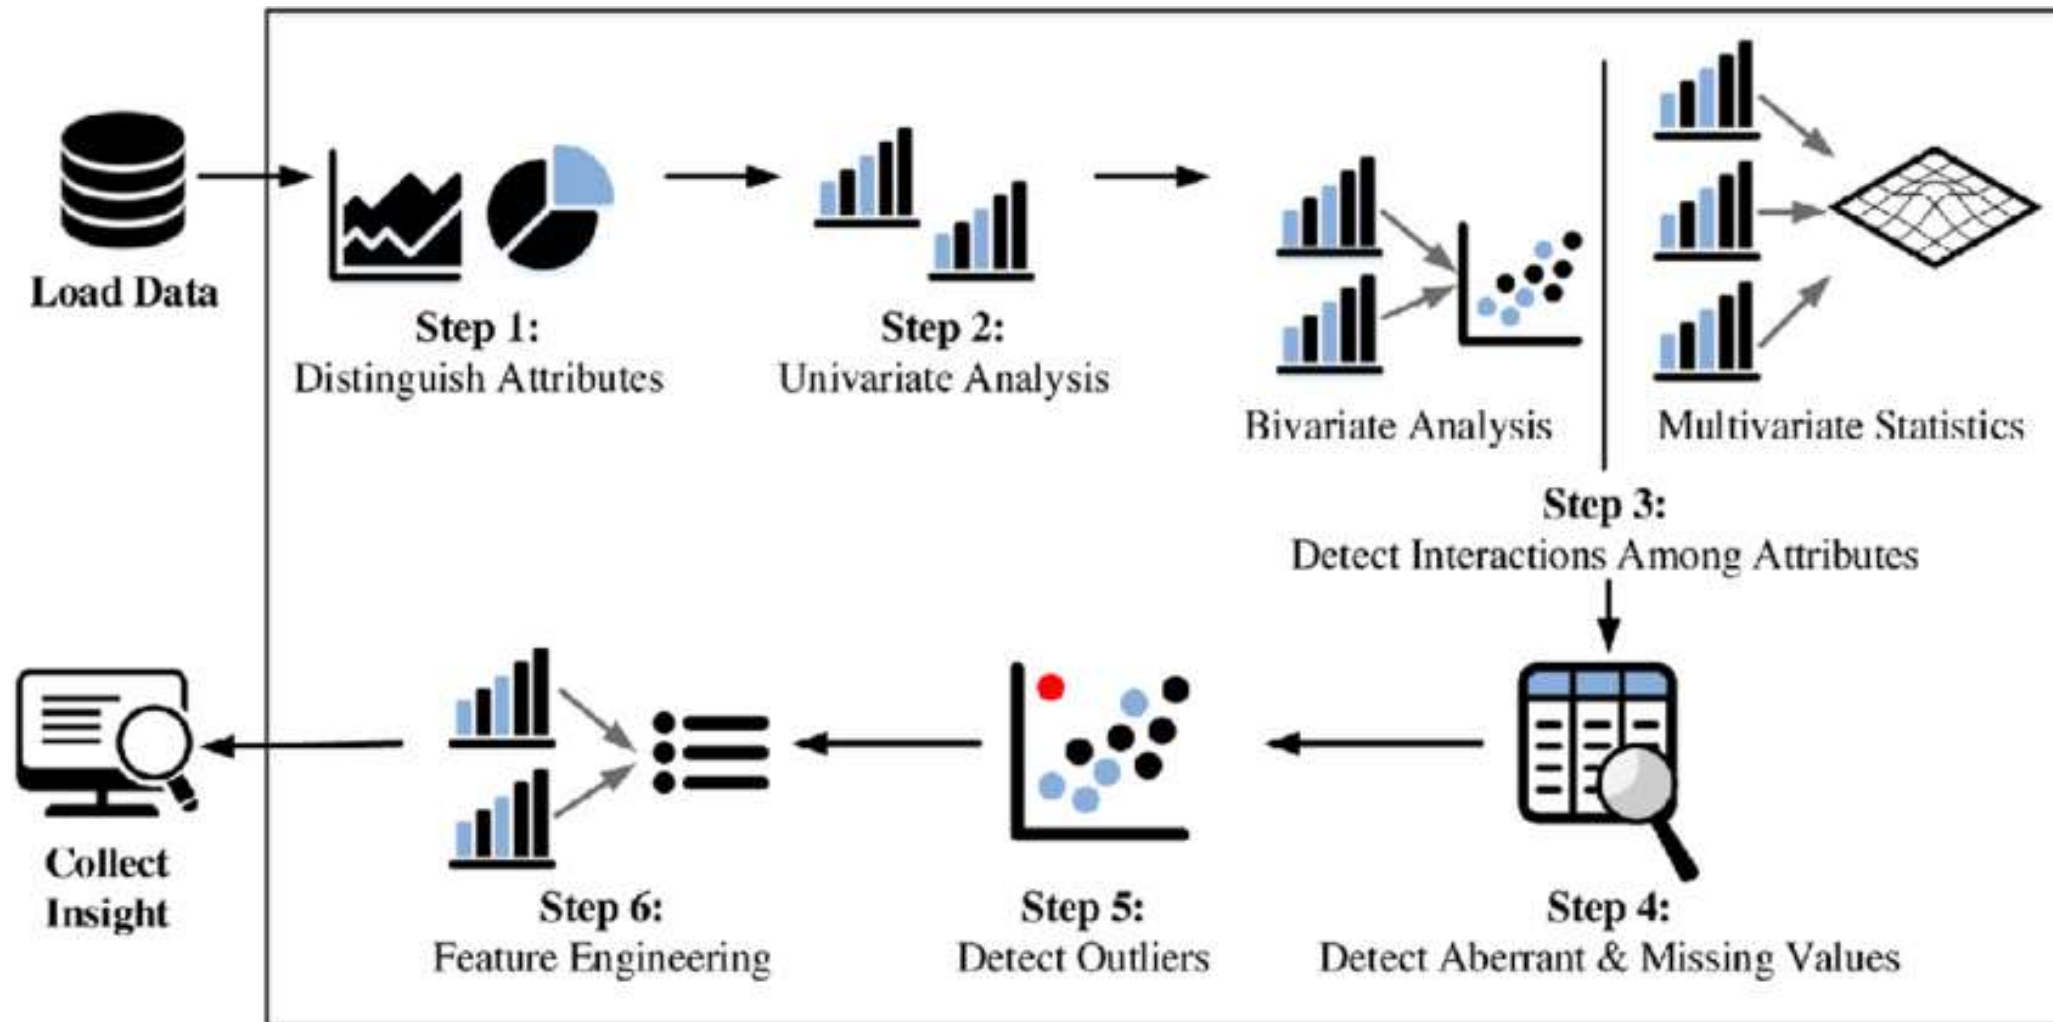 Load Data
Step 1:
Distinguish Attributes
Step 2:
Univariate Analysis
Bivariate Analysis
Multivariate Statistics
Step 3:
Detect Interactions Among Attributes
Collect
Insight
Step 6:
Feature Engineering
Step 5:
Detect Outliers
Step 4:
Detect Aberrant & Missing Values